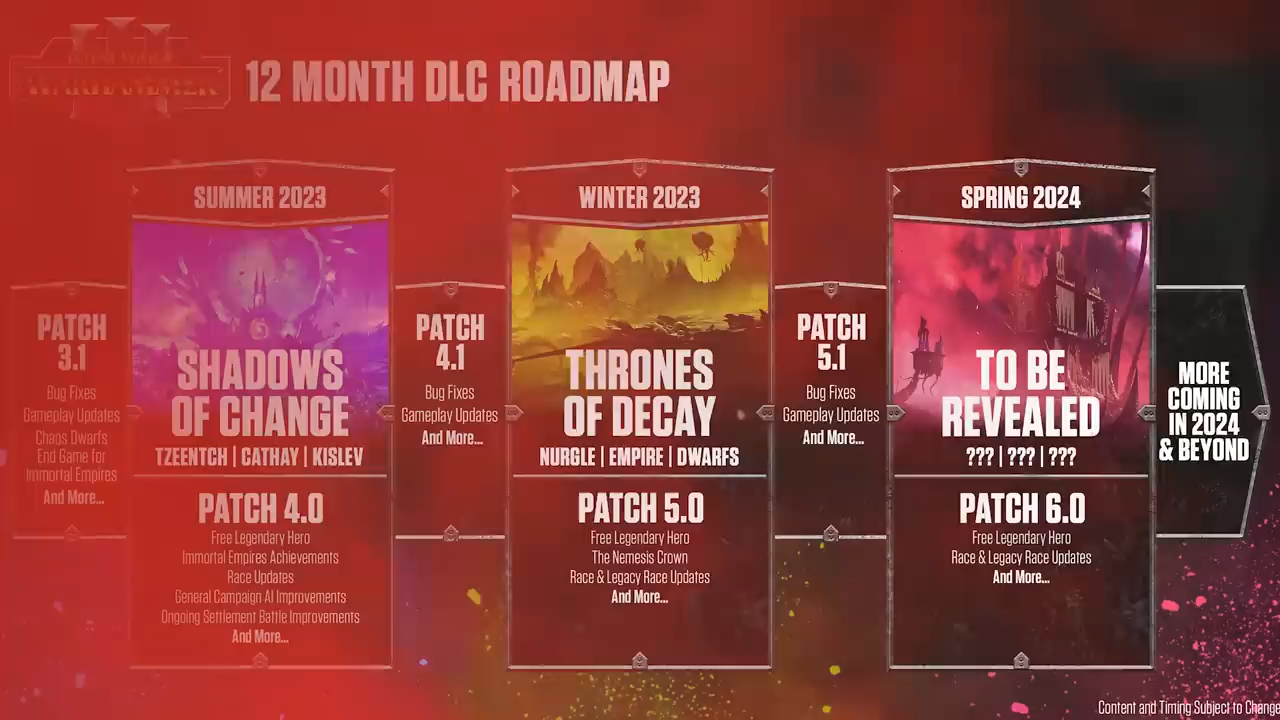 TOTAL WAR
WARHAMMER
III
12 MONTH DLC ROADMAP
PATCH
3.1
Bug Fixes
Gameplay Updates
Chaos Dwarfs
End Game for
Immortal Empires
And More...
SUMMER 2023
SHADOWS
OF CHANGE
TZEENTCH | CATHAY | KISLEV
PATCH 4.0
Free Legendary Hero
Immortal Empires Achievements
Race Updates
General Campaign AI Improvements
Ongoing Settlement Battle Improvements
And More...
PATCH
4.1
Bug Fixes
Gameplay Updates
And More...
WINTER 2023
THRONES
OF DECAY
NURGLE | EMPIRE | DWARFS
PATCH 5.0
Free Legendary Hero
The Nemesis Crown
Race & Legacy Race Updates
And More...
PATCH
5.1
Bug Fixes
Gameplay Updates
And More...
SPRING 2024
TO BE
REVEALED
??? | ??? | ???
PATCH 6.0
Free Legendary Hero
Race & Legacy Race Updates
And More...
MORE
COMING
IN 2024
& BEYOND
Content and Timing Subject to Change